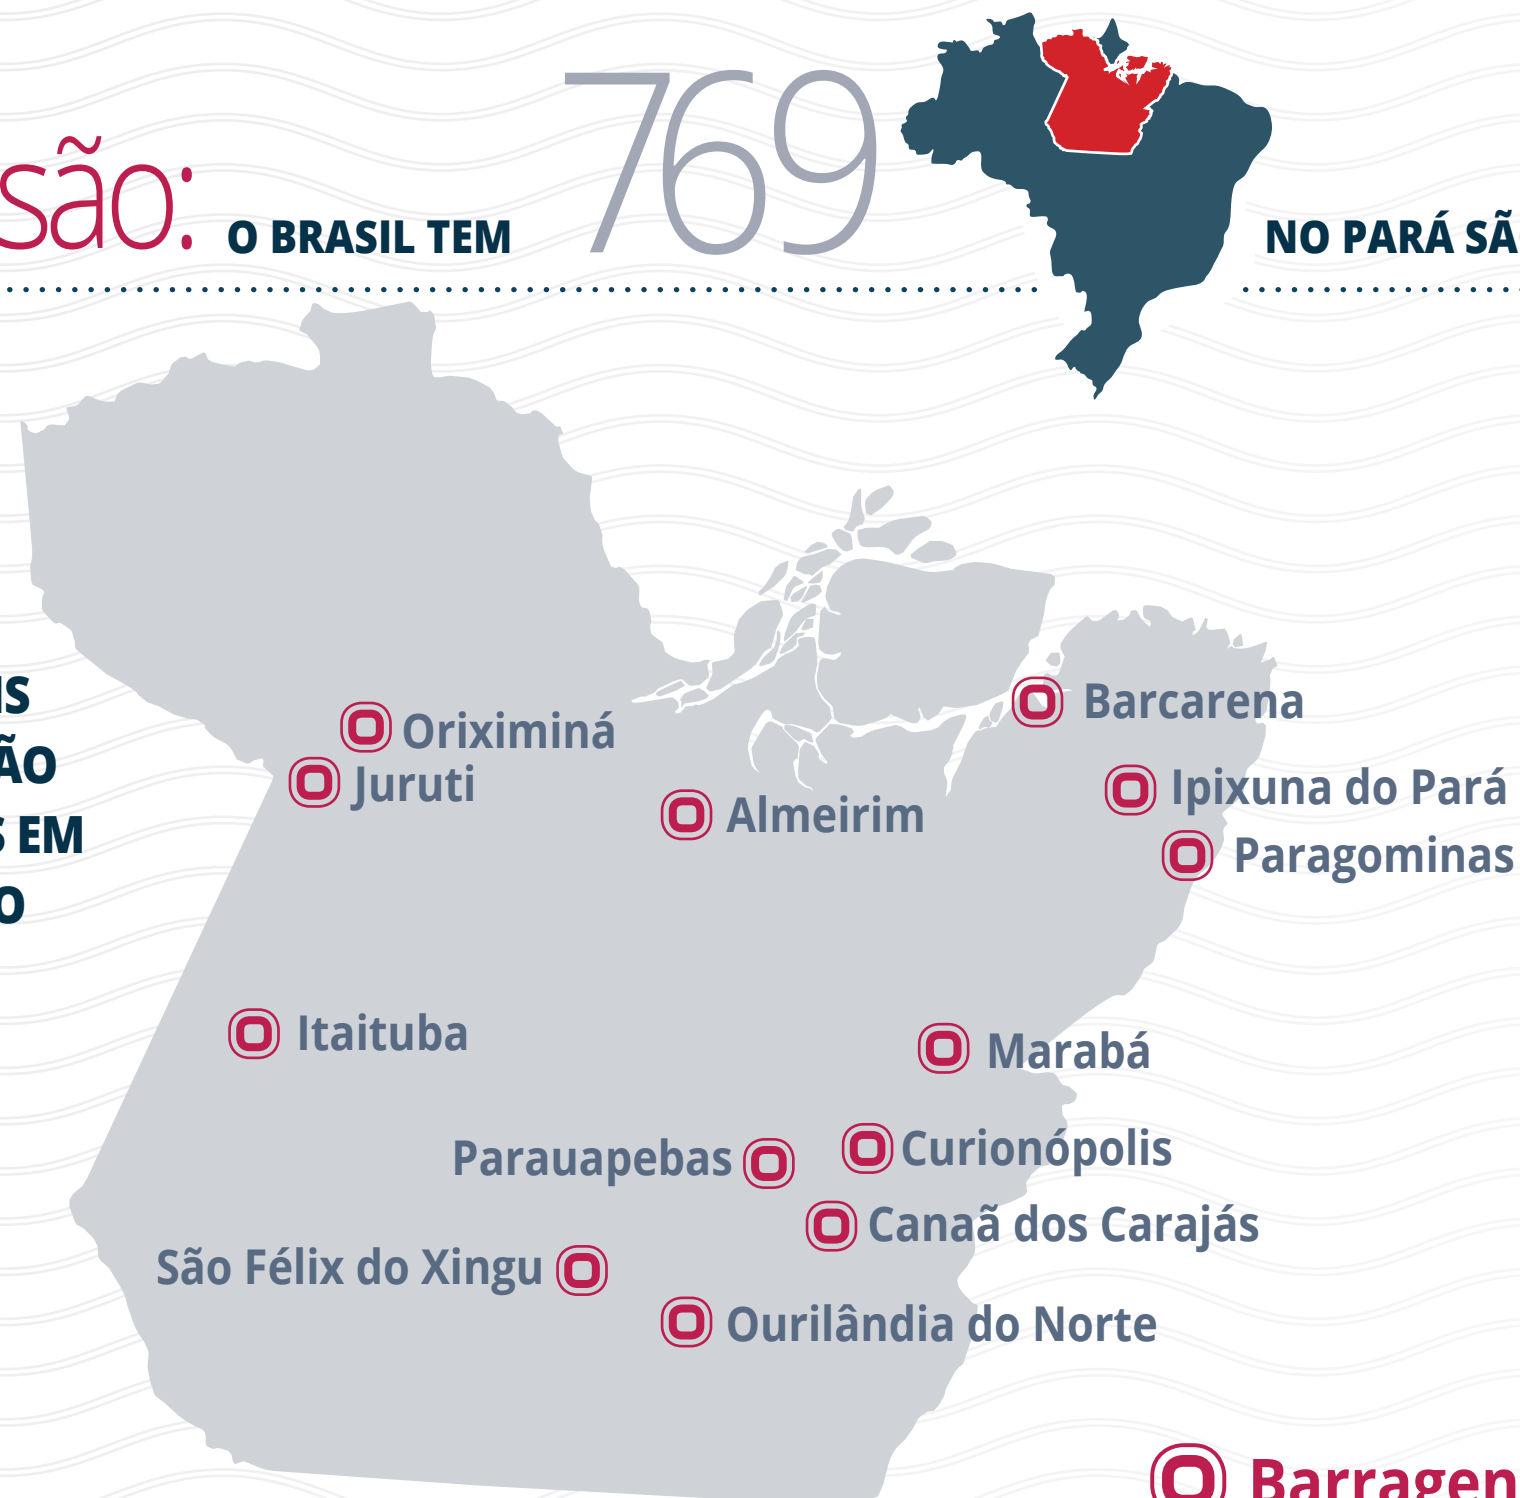 são: O BRASIL TEM 769 NO PARÁ SÃ
IS
ÃO
S EM
O
Oriximiná
Juruti
Almeirim
Barcarena
Ipixuna do Pará
Paragominas
Itaituba
Marabá
Parauapebas
Curionópolis
Canaã dos Carajás
São Félix do Xingu
Ourilândia do Norte
Barragen